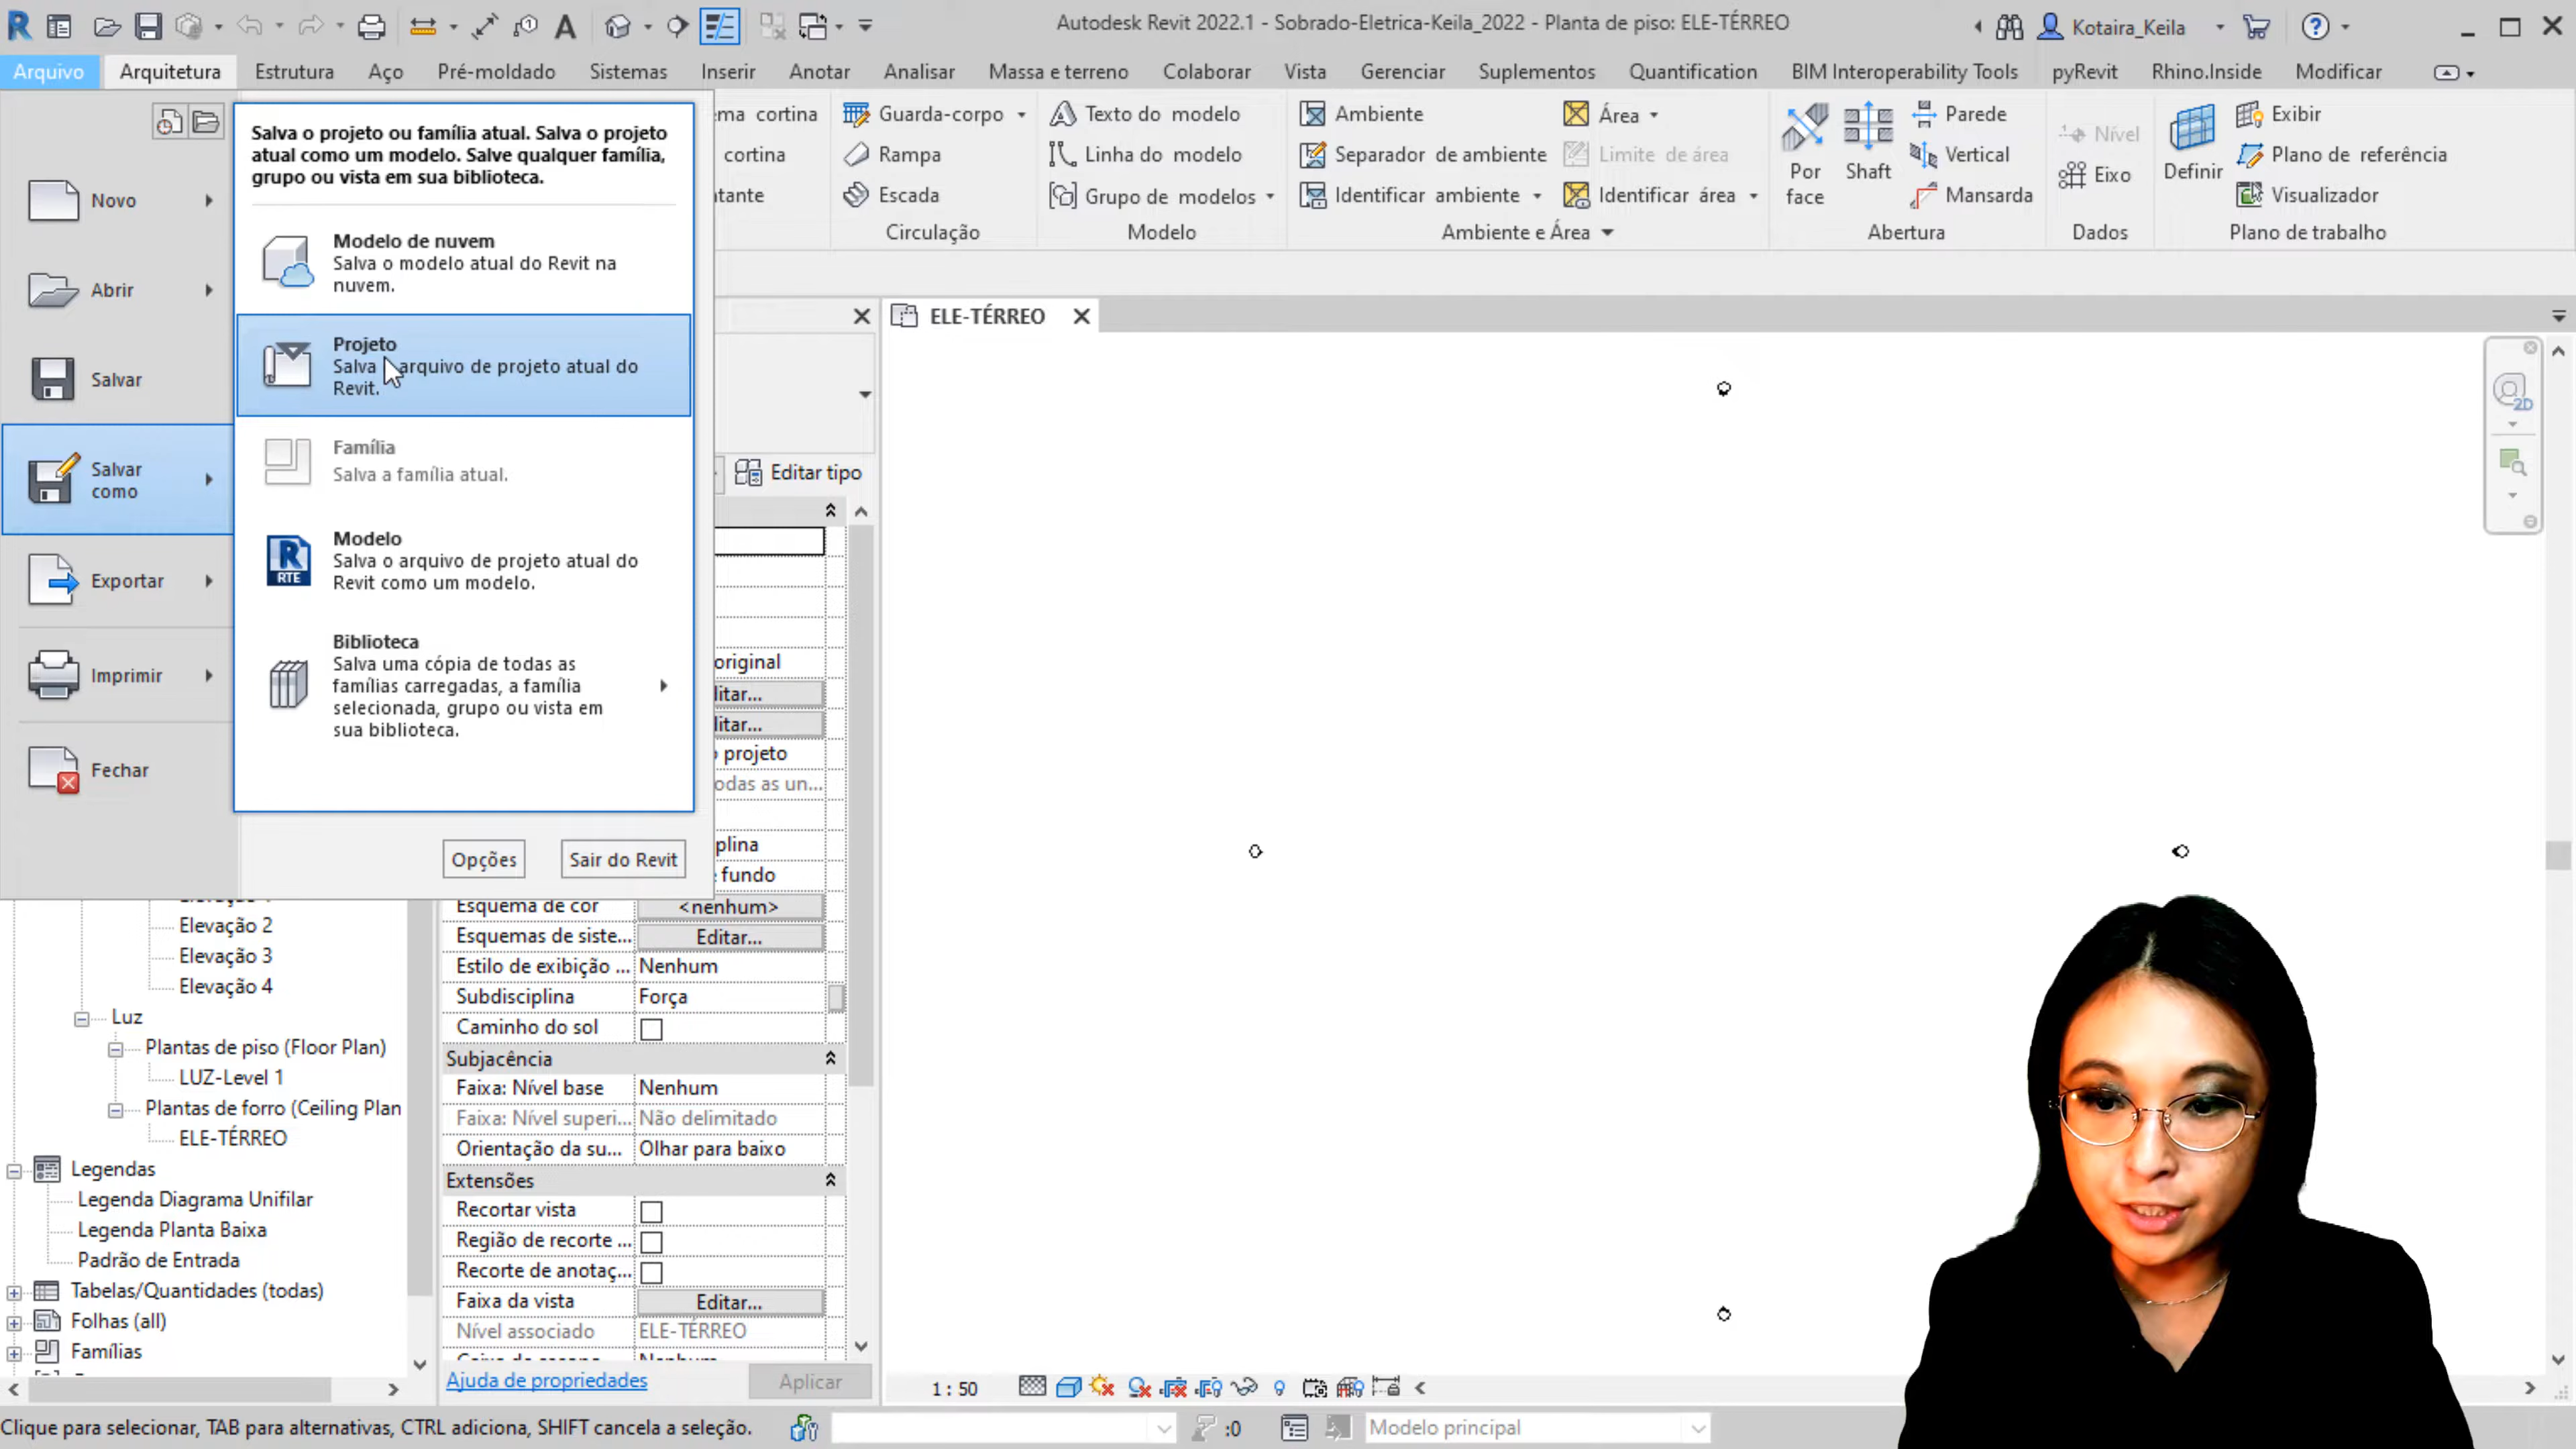 Autodesk Revit 2022.1 - Sobrado-Eletrica-Keila_2022 - Planta de piso: ELE-TÉRREO
Kotaira_Keila
Arquivo Arquitetura Estrutura Aço Pré-moldado Sistemas Inserir Anotar Analisar Massa e terreno Colaborar Vista Gerenciar Suplementos Quantification BIM Interoperability Tools pyRevit Rhino.Inside Modificar
Novo
Abrir
Salvar
Salvar
como
Exportar
Imprimir
Fechar
Salva o projeto ou família atual. Salva o projeto
atual como um modelo. Salve qualquer família,
grupo ou vista em sua biblioteca.
Modelo de nuvem
Salva o modelo atual do Revit na
nuvem.
Projeto
Salva arquivo de projeto atual do
Revit.
Família
Salva a família atual.
Modelo
Salva o arquivo de projeto atual do
Revit como um modelo.
RTE
Biblioteca
Salva uma cópia de todas as
famílias carregadas, a família
selecionada, grupo ou vista em
sua biblioteca.
Opções Sair do Revit
ma cortina
cortina
Guarda-corpo
Rampa
Escada
Circulação
Texto do modelo
Linha do modelo
Grupo de modelos
Modelo
Ambiente
Separador de ambiente
Identificar ambiente
Área
Limite de área
Identificar área
Ambiente e Área
Por
face
Shaft
Parede
Vertical
Mansarda
Abertura
Nível
Eixo
Dados
Definir
Exibir
Plano de referência
Visualizador
Plano de trabalho
ELE-TÉRREO
2D
Editar tipo
original
itar...
itar...
projeto
odas as un...
plina
fundo
Esquema de cor <nenhum>
Esquemas de siste... Editar...
Estilo de exibição ... Nenhum
Subdisciplina Força
Caminho do sol
Subjacência
Faixa: Nível base Nenhum
Faixa: Nível superi... Não delimitado
Orientação da su... Olhar para baixo
Extensões
Recortar vista
Região de recorte ...
Recorte de anotaç...
Faixa da vista Editar...
Nível associado ELE-TÉRREO
Ajuda de propriedades Aplicar
Elevação 2
Elevação 3
Elevação 4
Luz
Plantas de piso (Floor Plan)
LUZ-Level 1
Plantas de forro (Ceiling Plan
ELE-TÉRREO
Legendas
Legenda Diagrama Unifilar
Legenda Planta Baixa
Padrão de Entrada
Tabelas/Quantidades (todas)
Folhas (all)
Famílias
1 : 50
Clique para selecionar, TAB para alternativas, CTRL adiciona, SHIFT cancela a seleção.
:0
Modelo principal